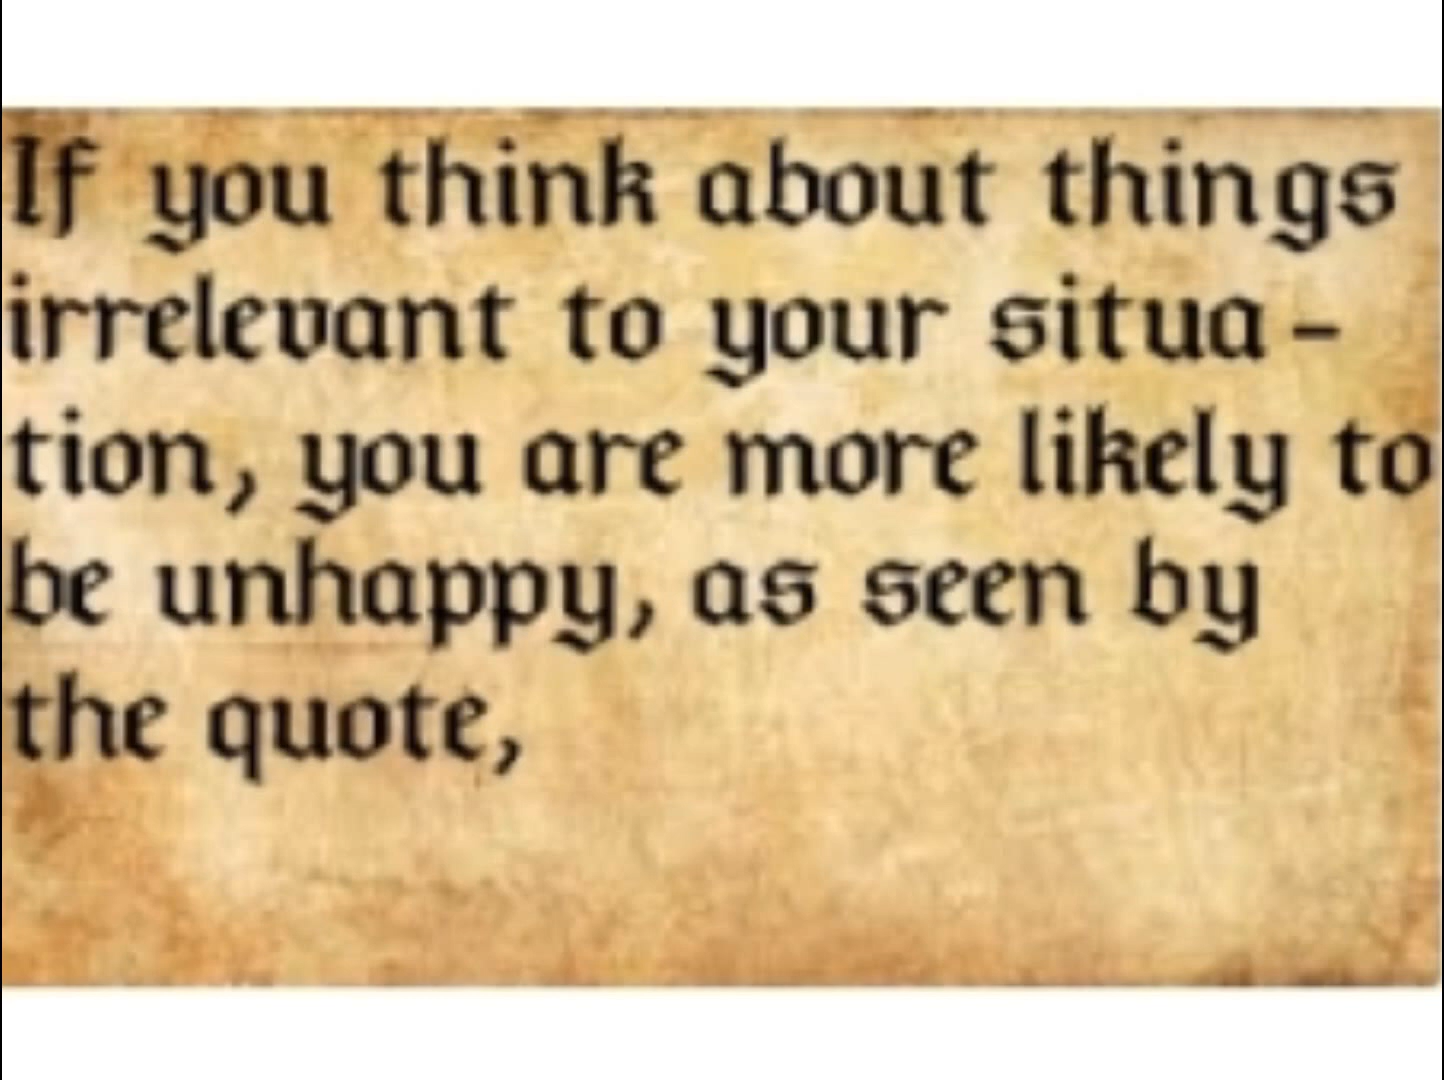 If you think about things
irrelevant to your situa-
tion, you are more likely to
be unhappy, as seen by
the quote,